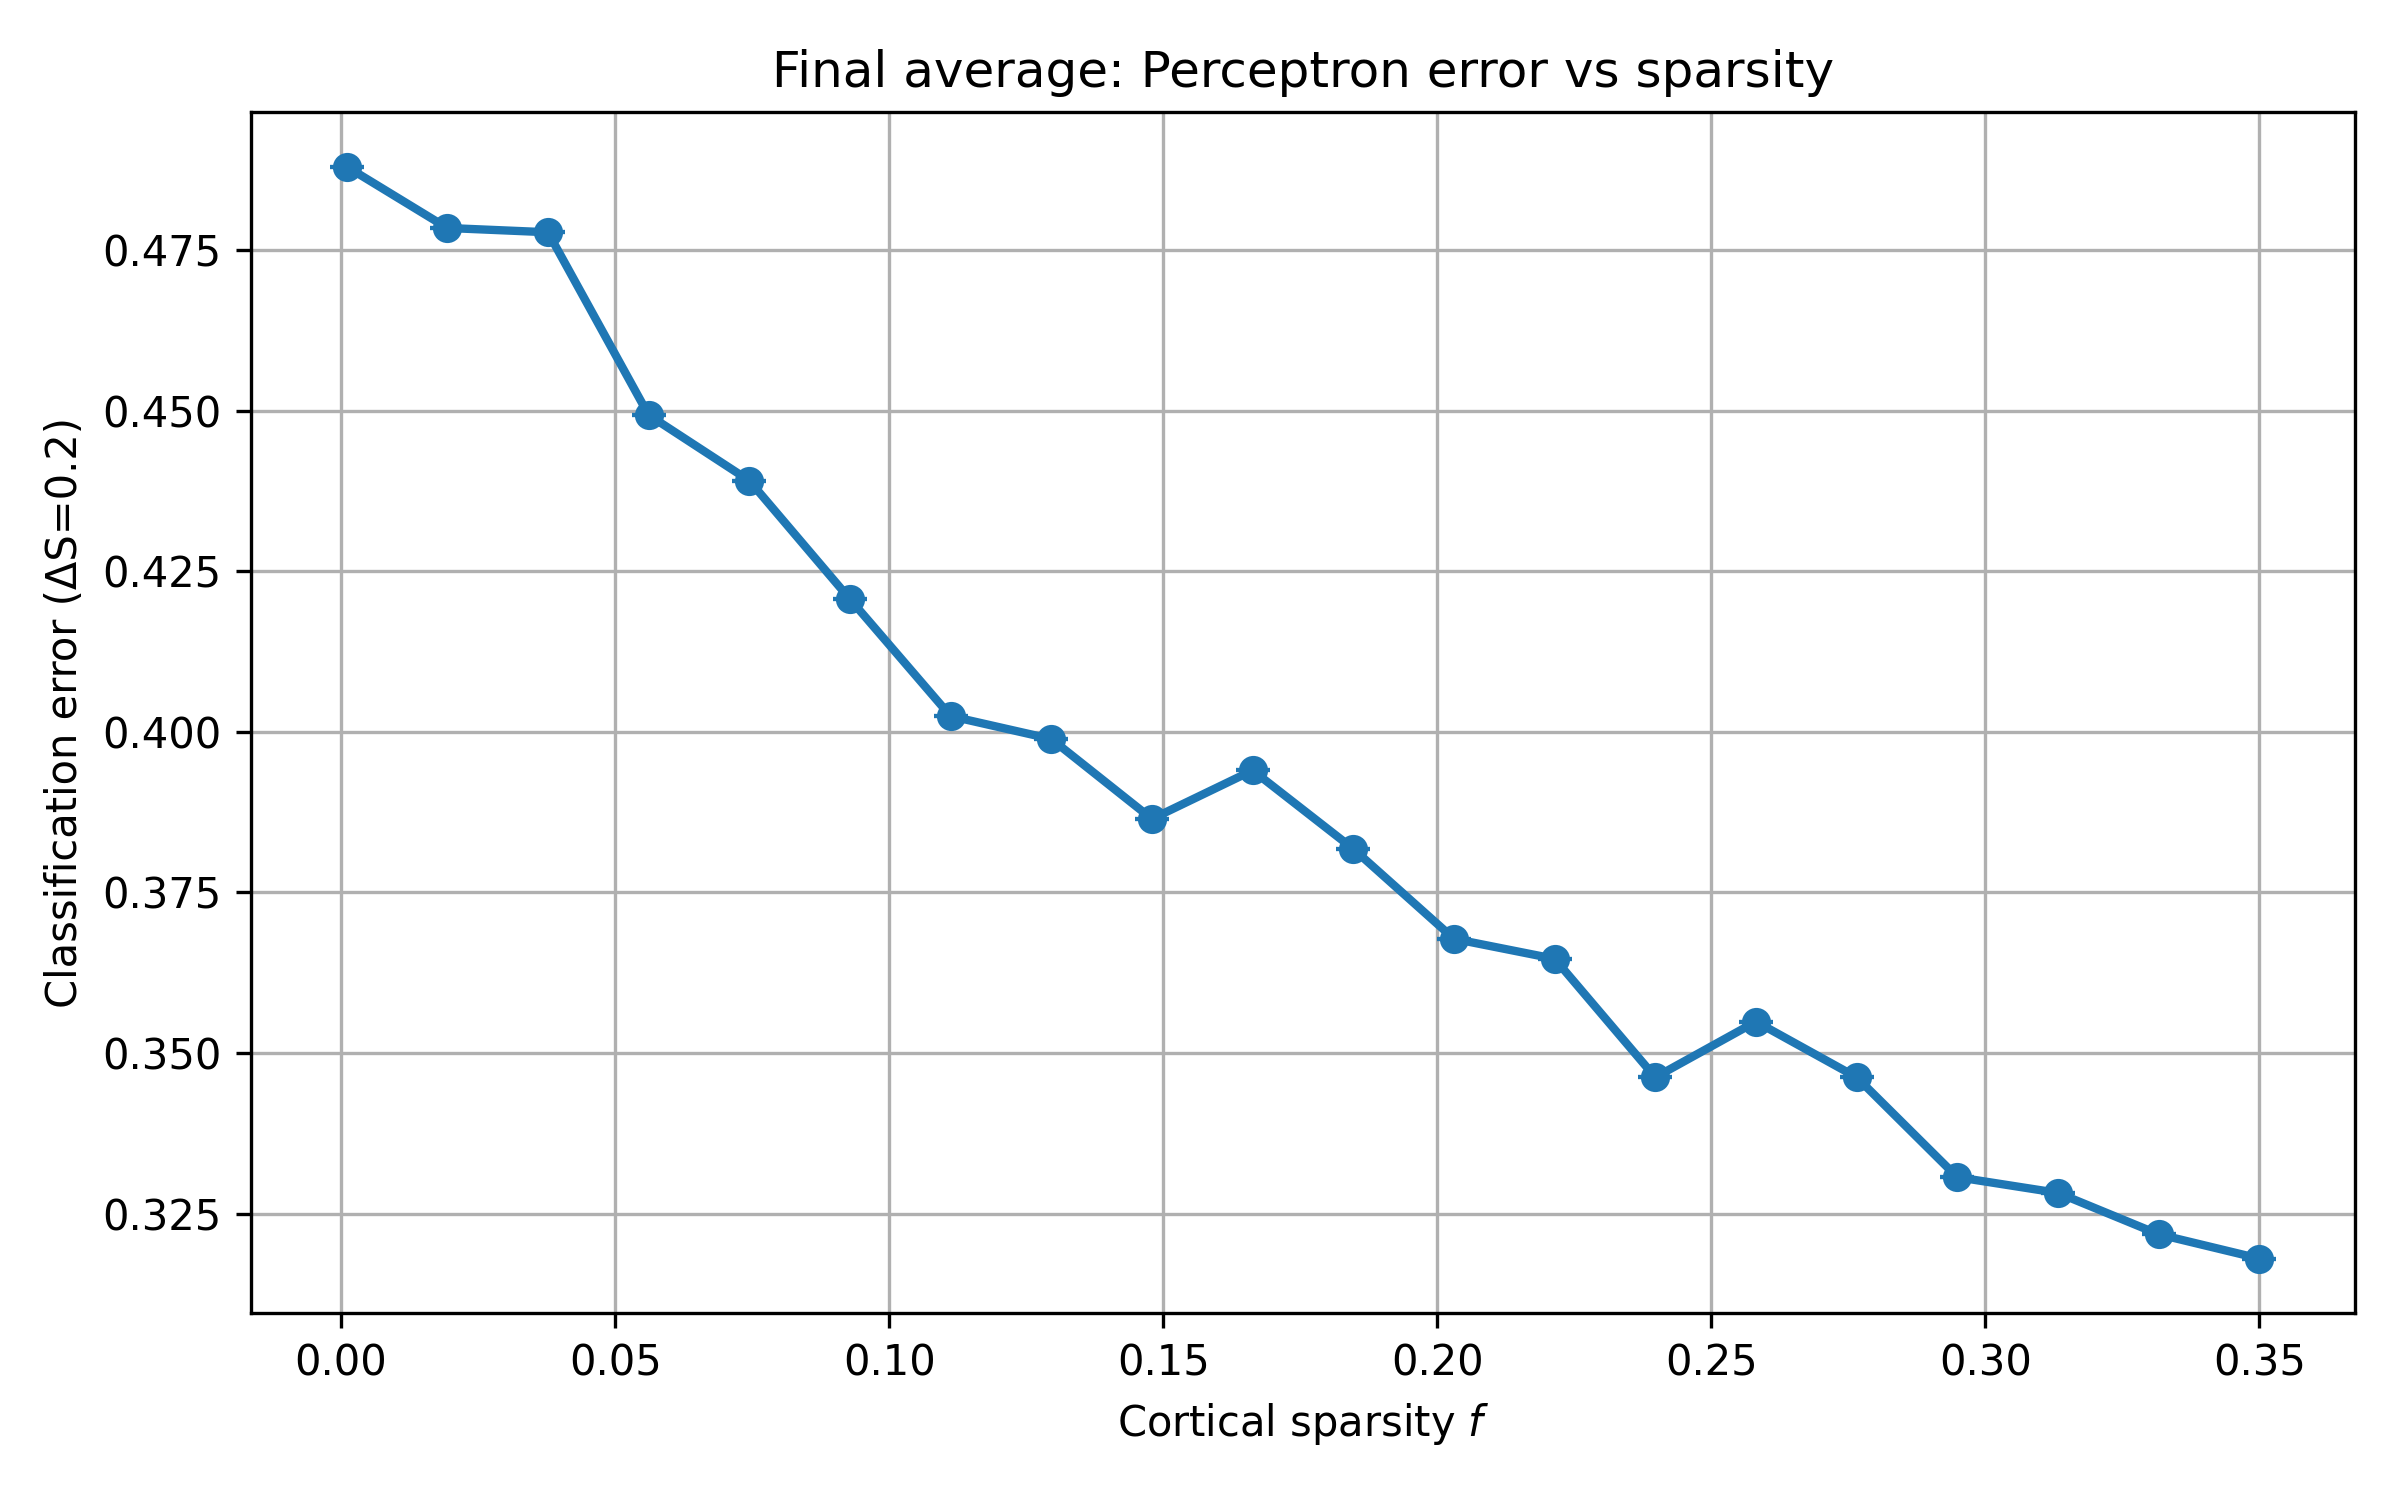 Final average: Perceptron error vs sparsity
Classification error (ΔS=0.2)
0.475
0.450
0.425
0.400
0.375
0.350
0.325
0.00 0.05 0.10 0.15 0.20 0.25 0.30 0.35
Cortical sparsity f